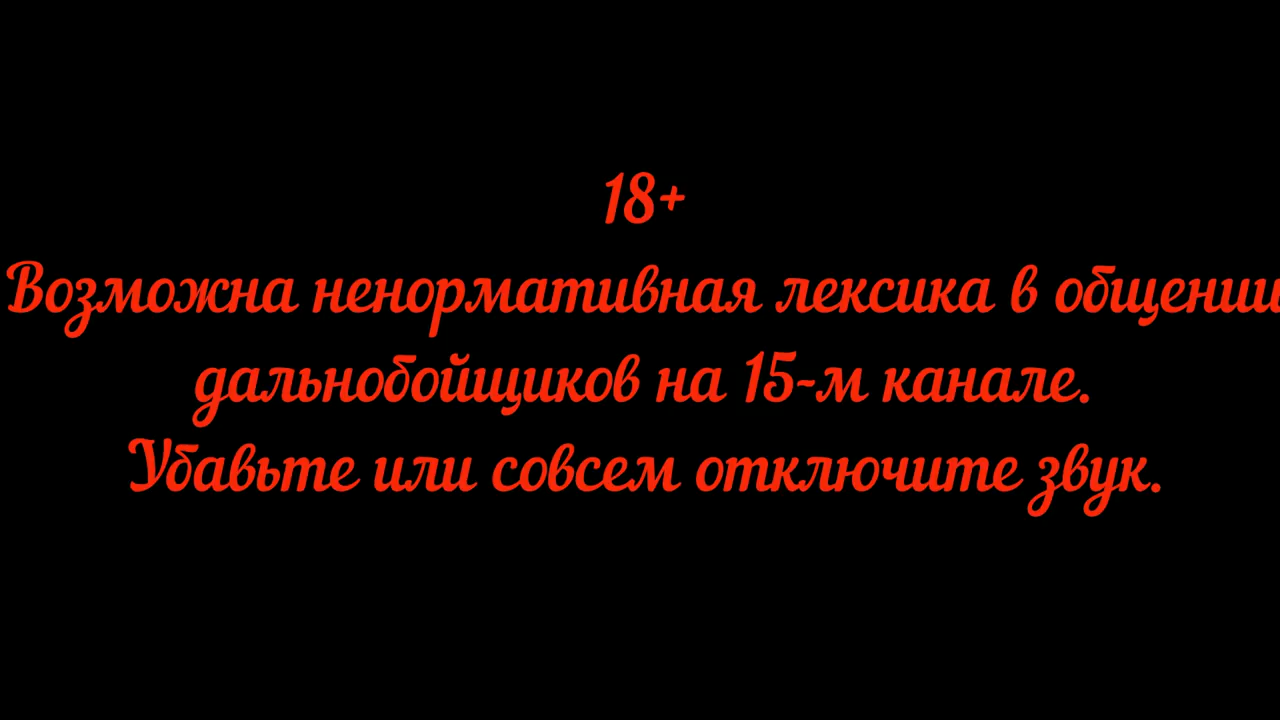 18+
Возможна ненормативная лексика в общении
дальнобойщиков на 15-м канале.
Убавьте или совсем отключите звук.